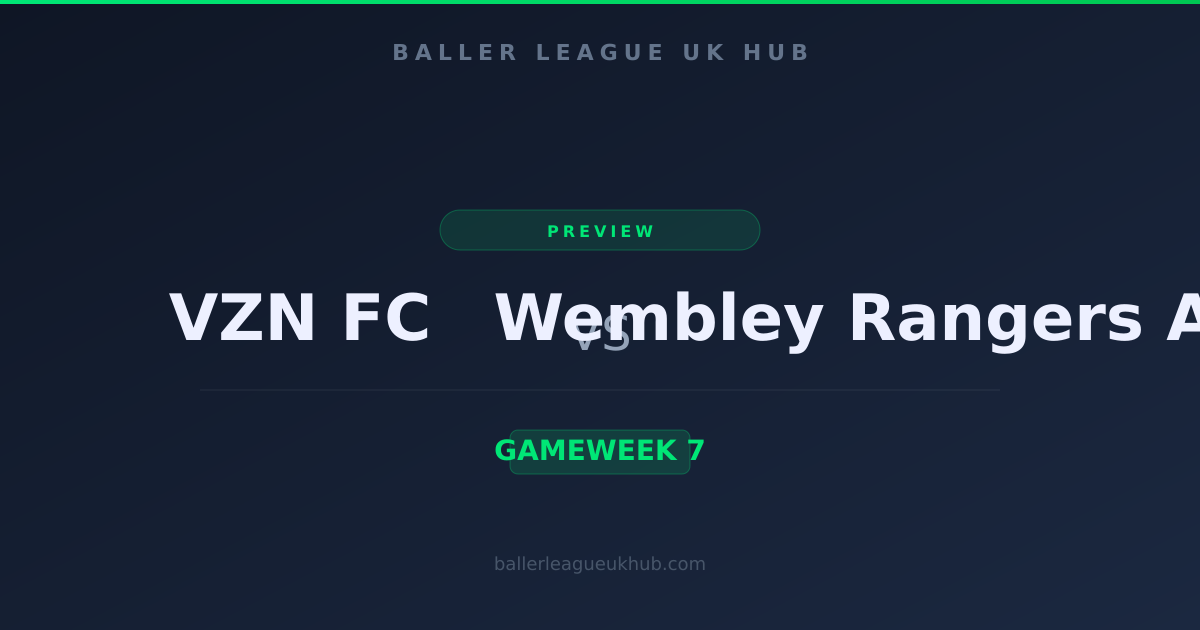 BALLER LEAGUE UK HUB
PREVIEW
VZN FC vs Wembley Rangers A
GAMEWEEK 7
ballerleagueukhub.com